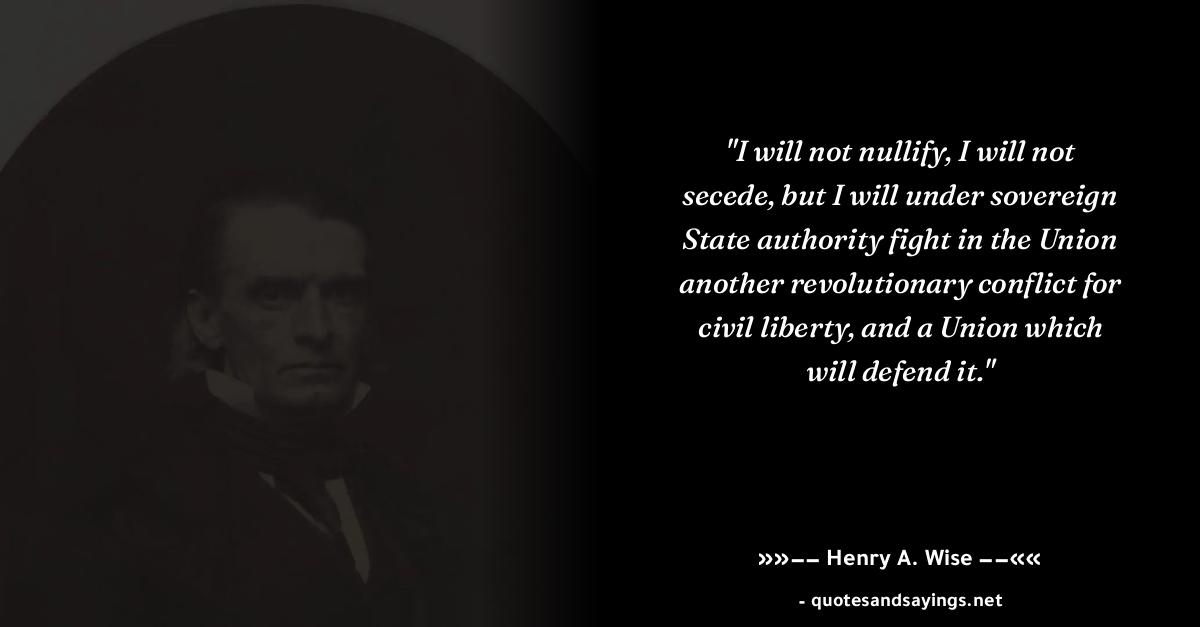 "I will not nullify, I will not
secede, but I will under sovereign
State authority fight in the Union
another revolutionary conflict for
civil liberty, and a Union which
will defend it."
»»−− Henry A. Wise −−««
- quotesandsayings.net